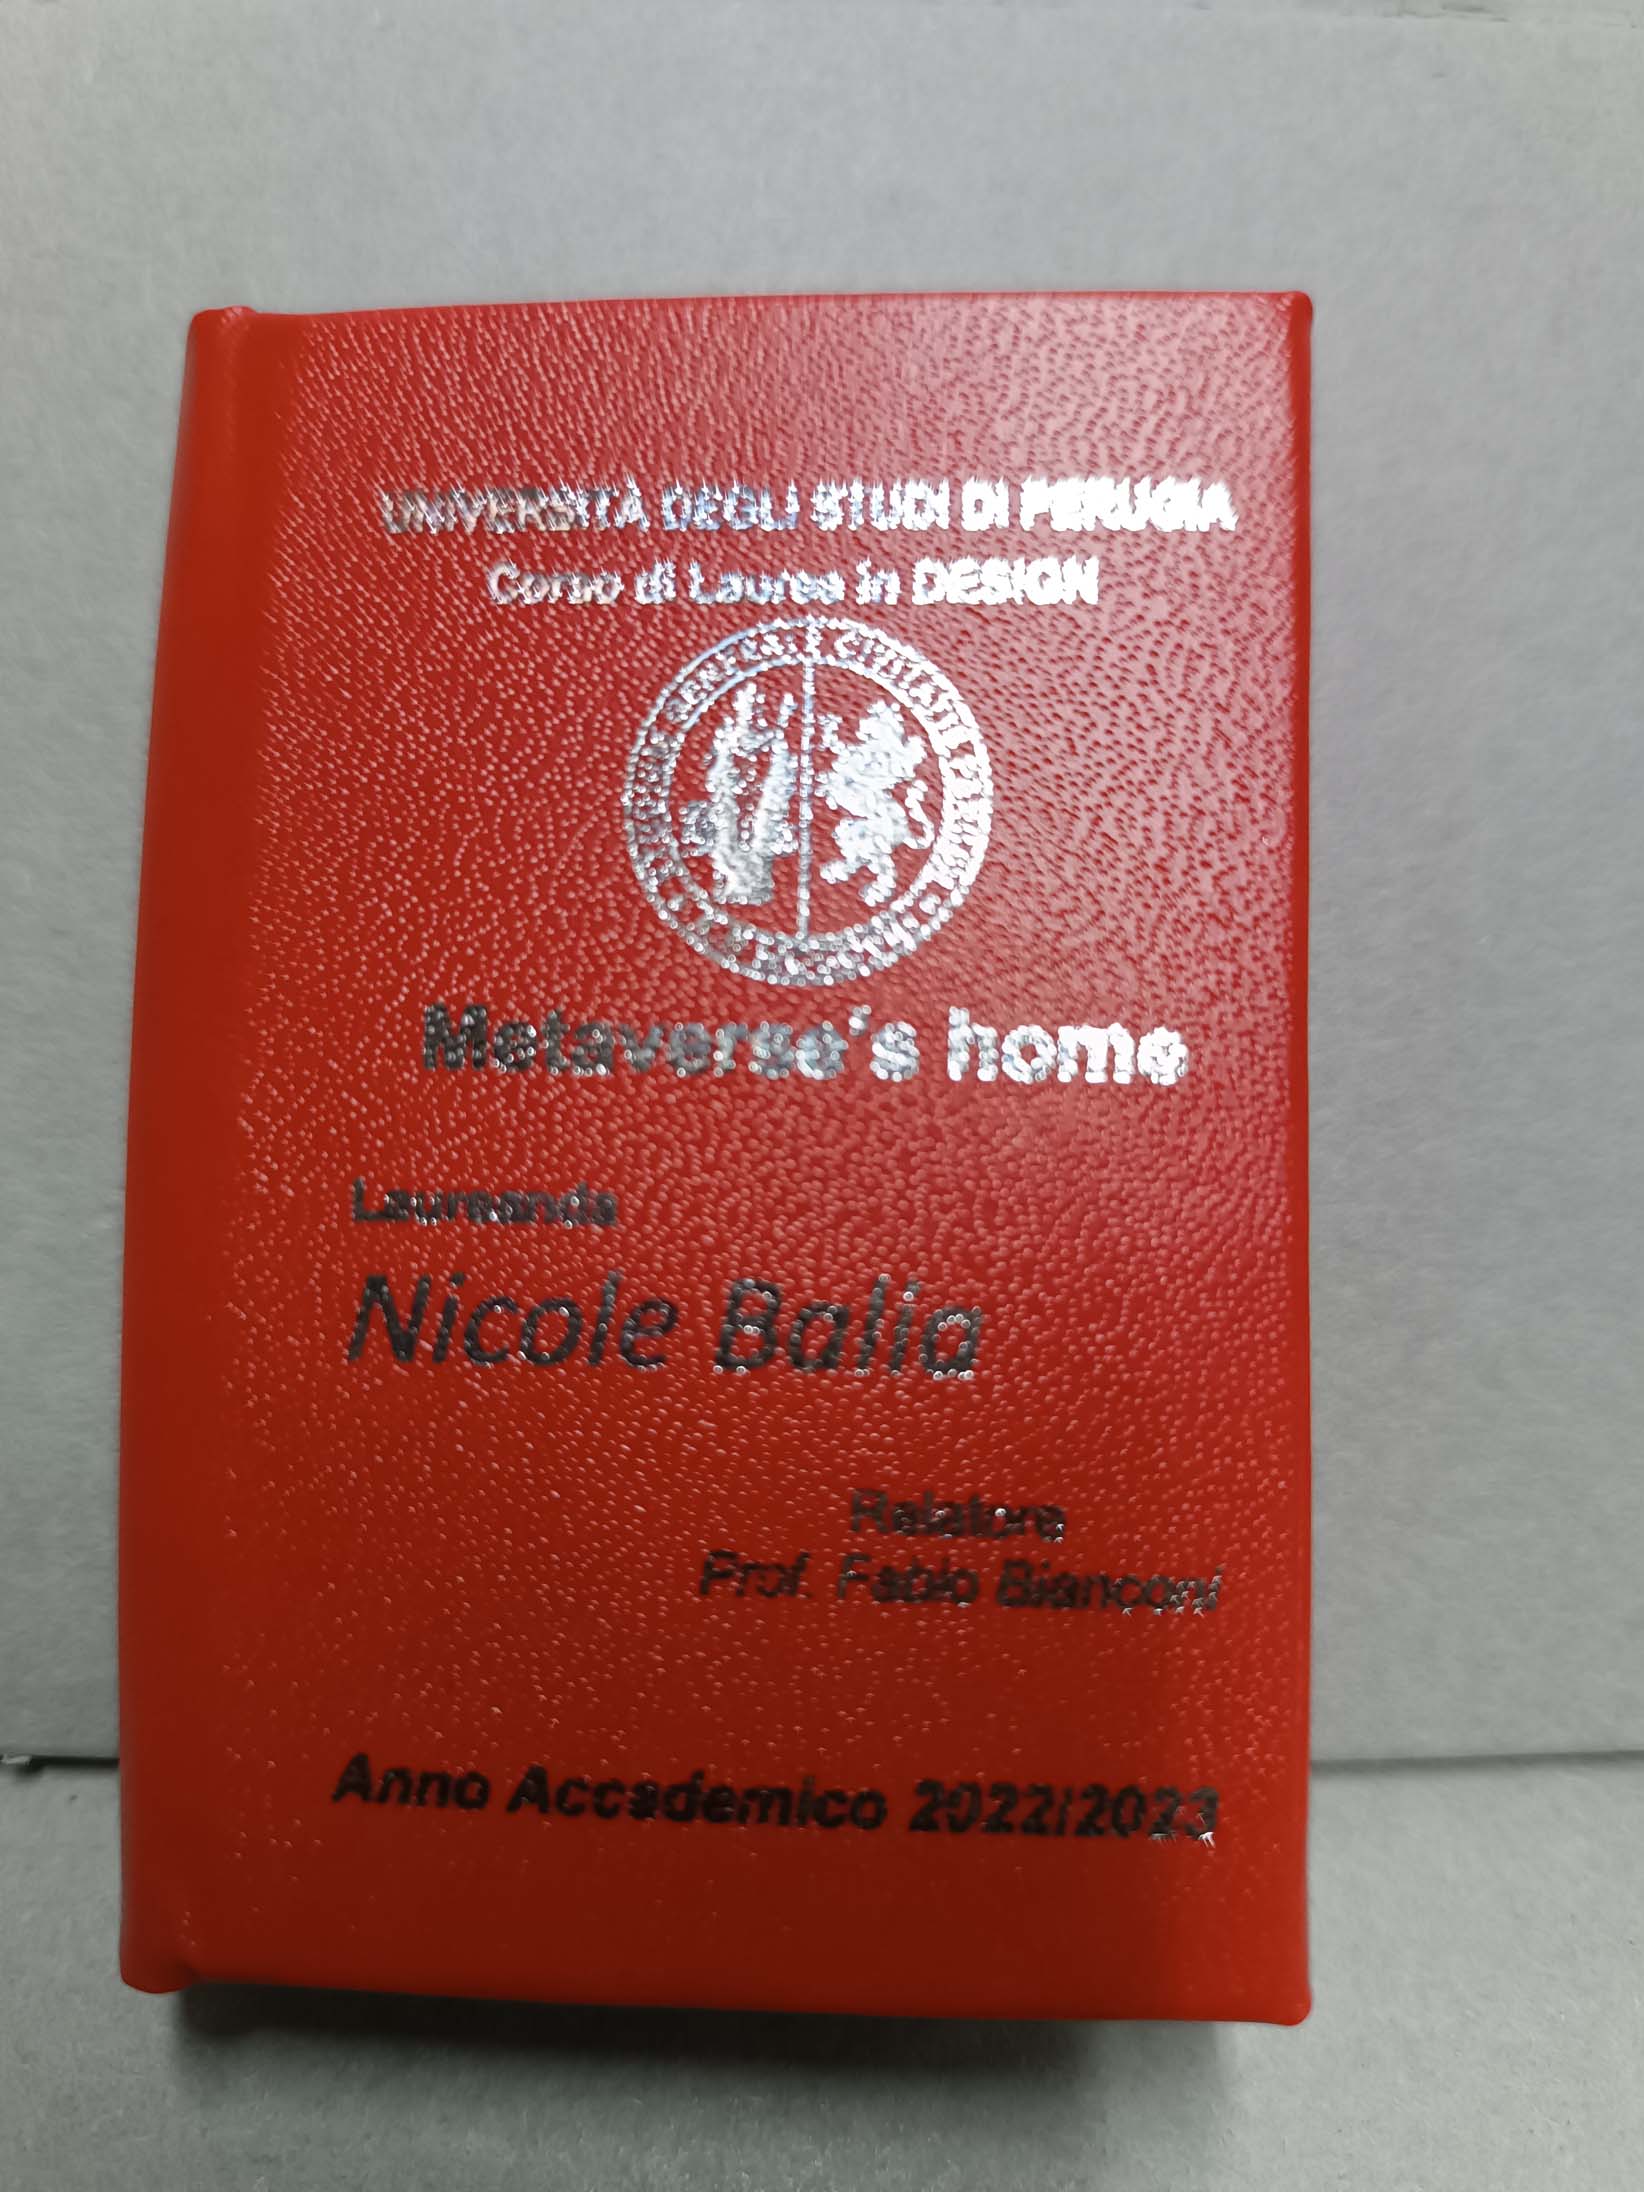 UNIVERSITÀ DEGLI STUDI DI PERUGIA
Corso di Laurea in DESIGN
Metaverse's home
Laureanda
Nicole Balia
Relatore
Prof. Fabio Bianconi
Anno Accademico 2022/2023